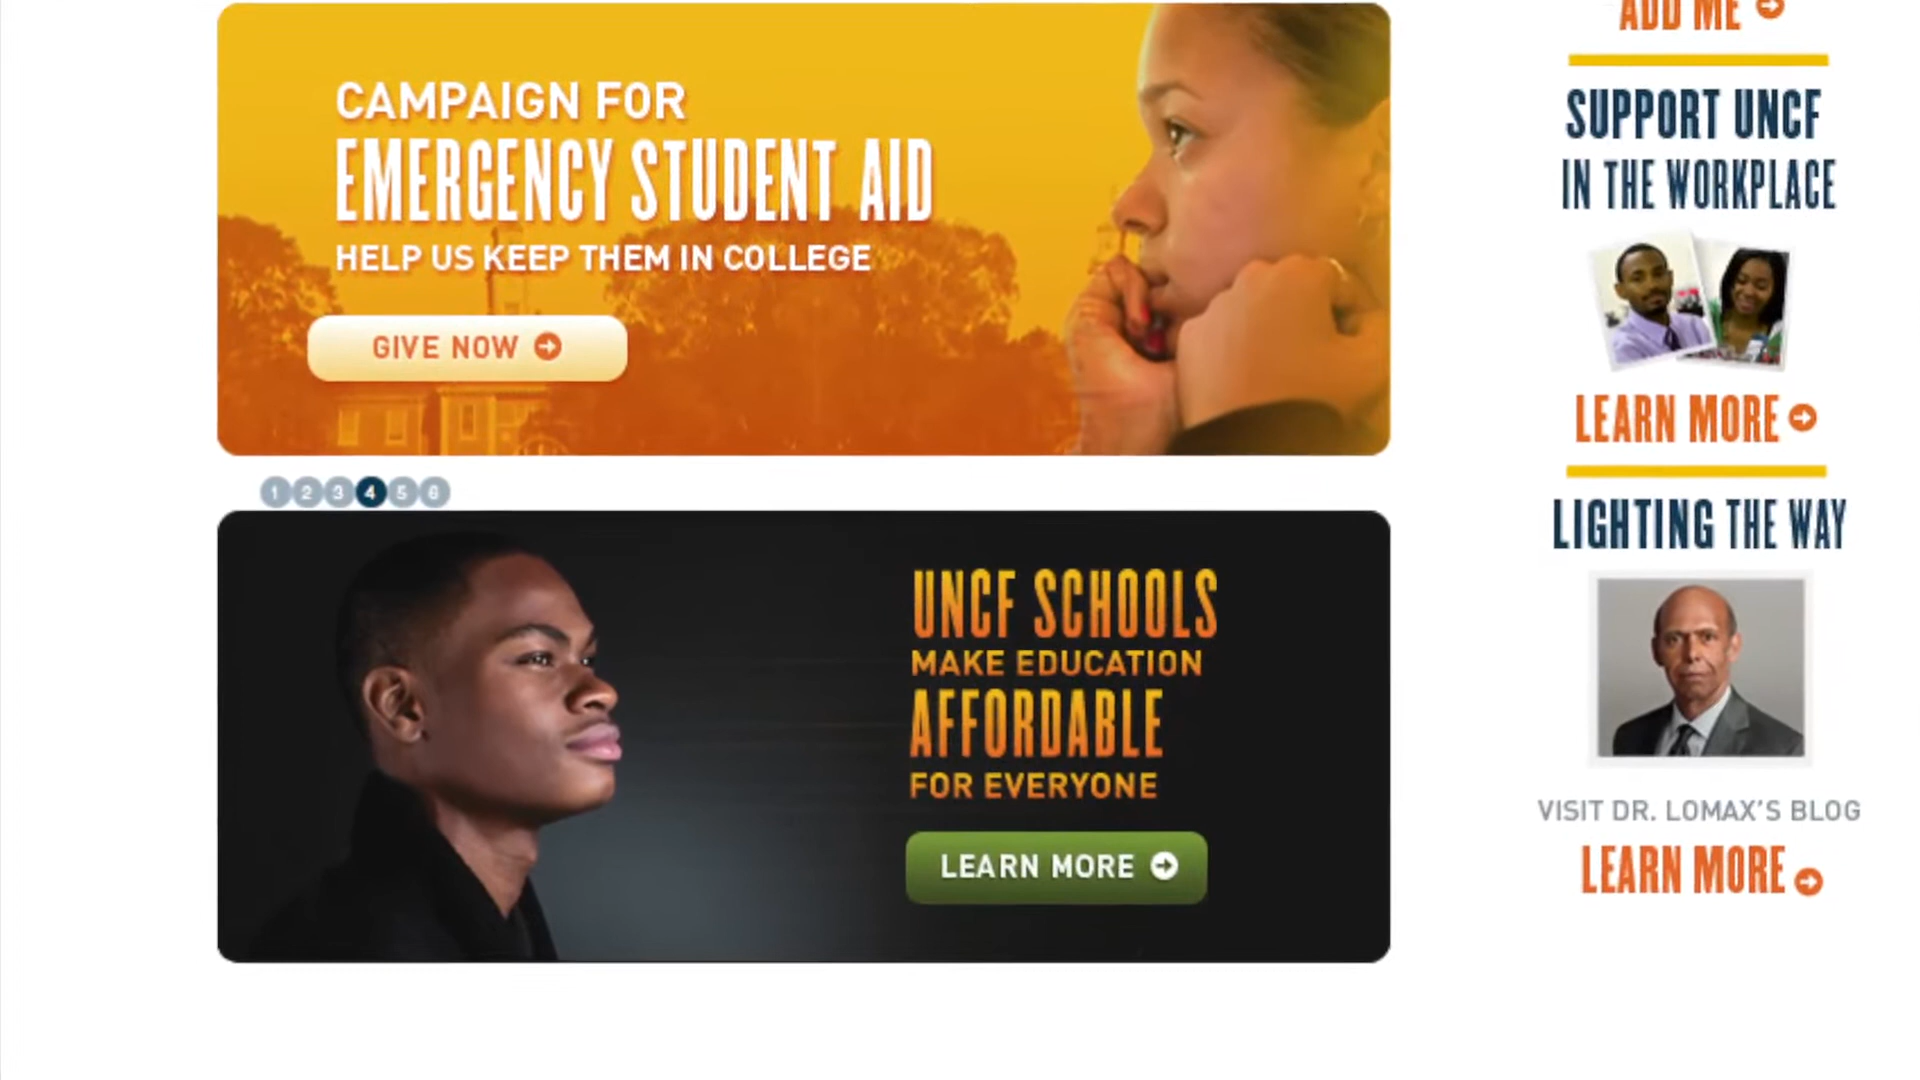 CAMPAIGN FOR
EMERGENCY STUDENT AID
HELP US KEEP THEM IN COLLEGE
GIVE NOW
1 2 3 4 5 6
UNCF SCHOOLS
MAKE EDUCATION
AFFORDABLE
FOR EVERYONE
LEARN MORE
ADD ME
SUPPORT UNCF
IN THE WORKPLACE
LEARN MORE
LIGHTING THE WAY
VISIT DR. LOMAX'S BLOG
LEARN MORE